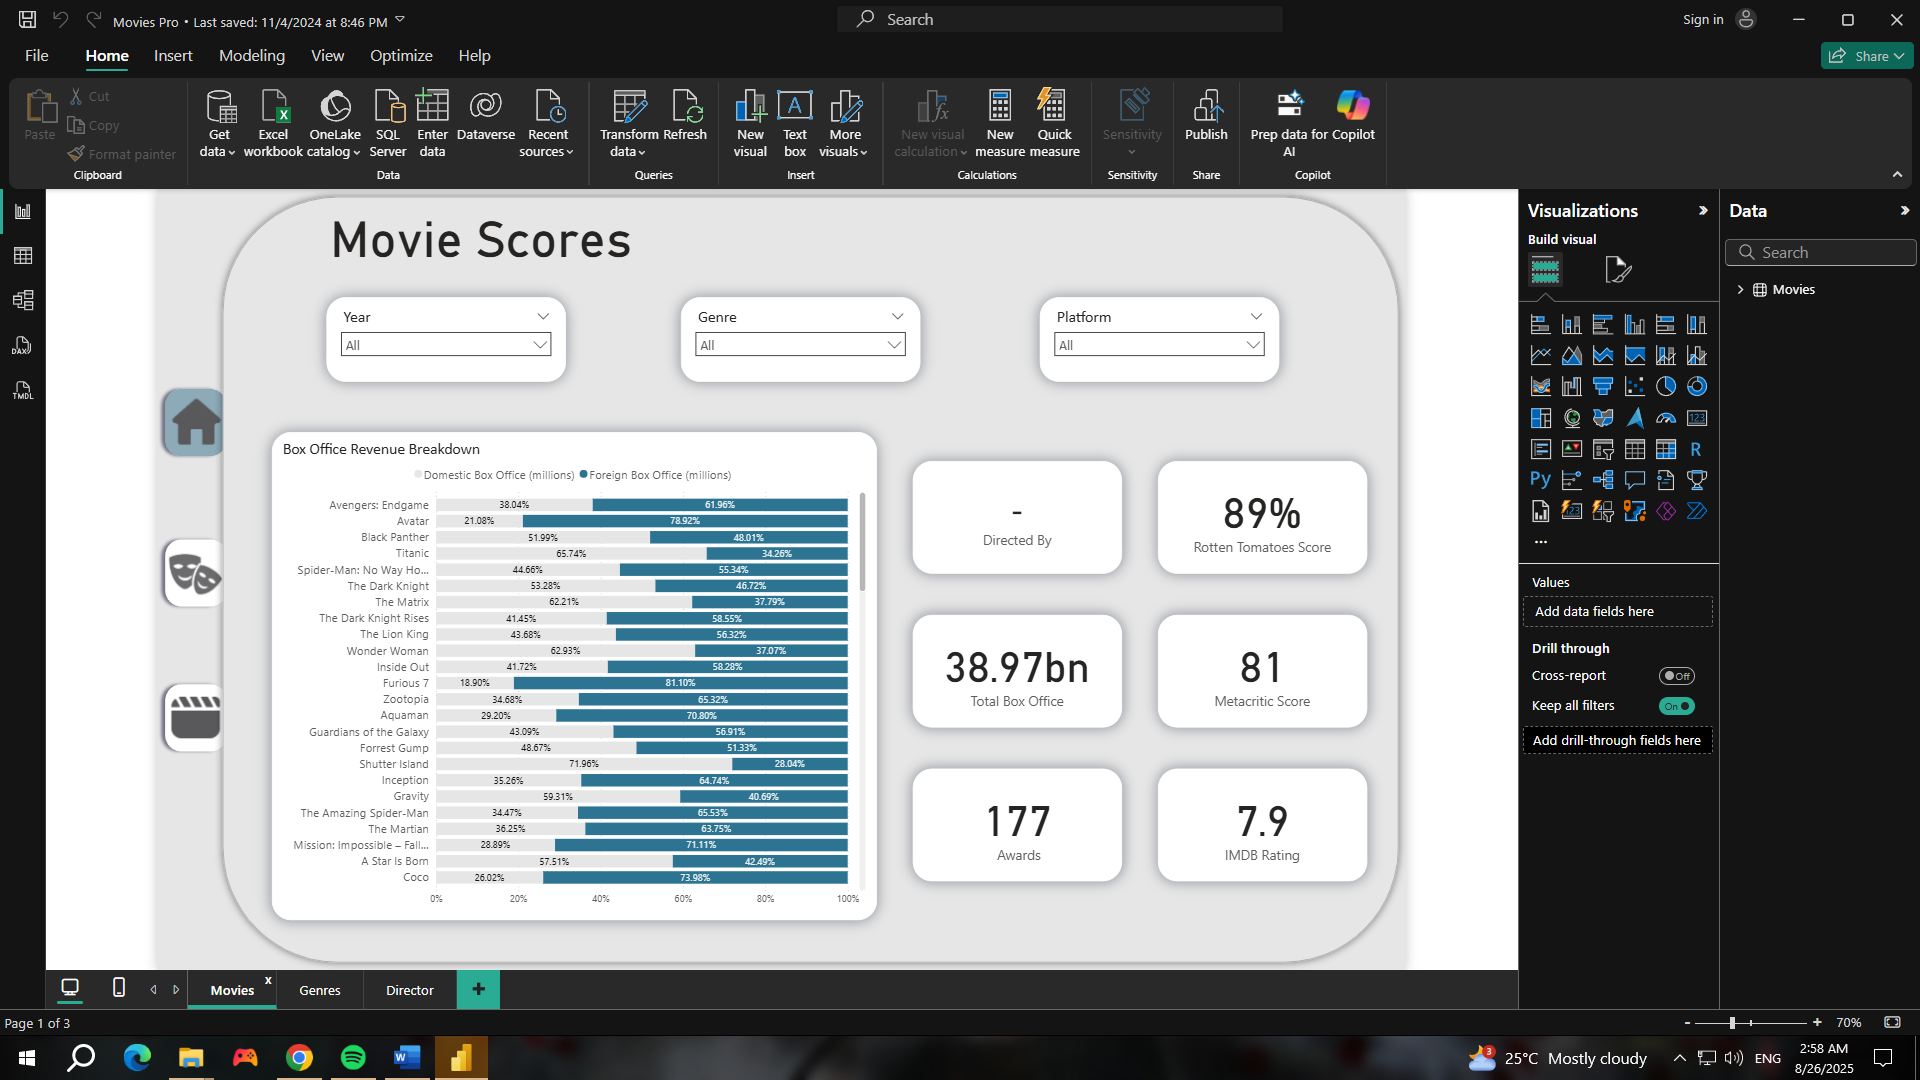 Movies Pro • Last saved: 11/4/2024 at 8:46 PM
Search
Sign in
File
Home
Insert
Modeling
View
Optimize
Help
Share
Paste
Cut
Copy
Format painter
Clipboard
Get data
Excel workbook
OneLake catalog
SQL Server
Enter data
Dataverse
Recent sources
Data
Transform data
Refresh
Queries
New visual
Text box
More visuals
Insert
New visual calculation
New measure
Quick measure
Calculations
Sensitivity
Sensitivity
Publish
Share
Prep data for AI
Copilot
Copilot
DAX
TMDL
Movie Scores
Year
All
Genre
All
Platform
All
Box Office Revenue Breakdown
Domestic Box Office (millions) Foreign Box Office (millions)
Avengers: Endgame 38.04% 61.96%
Avatar 21.08% 78.92%
Black Panther 51.99% 48.01%
Titanic 65.74% 34.26%
Spider-Man: No Way Ho... 44.66% 55.34%
The Dark Knight 53.28% 46.72%
The Matrix 62.21% 37.79%
The Dark Knight Rises 41.45% 58.55%
The Lion King 43.68% 56.32%
Wonder Woman 62.93% 37.07%
Inside Out 41.72% 58.28%
Furious 7 18.90% 81.10%
Zootopia 34.68% 65.32%
Aquaman 29.20% 70.80%
Guardians of the Galaxy 43.09% 56.91%
Forrest Gump 48.67% 51.33%
Shutter Island 71.96% 28.04%
Inception 35.26% 64.74%
Gravity 59.31% 40.69%
The Amazing Spider-Man 34.47% 65.53%
The Martian 36.25% 63.75%
Mission: Impossible – Fall... 28.89% 71.11%
A Star Is Born 57.51% 42.49%
Coco 26.02% 73.98%
0% 20% 40% 60% 80% 100%
-
Directed By
89%
Rotten Tomatoes Score
38.97bn
Total Box Office
81
Metacritic Score
177
Awards
7.9
IMDB Rating
Visualizations
Build visual
123
R
Py
123
...
Values
Add data fields here
Drill through
Cross-report
Off
Keep all filters
On
Add drill-through fields here
Data
Search
Movies
Movies
x
Genres
Director
+
Page 1 of 3
- + 70%
3
25°C Mostly cloudy
ENG
2:58 AM
8/26/2025